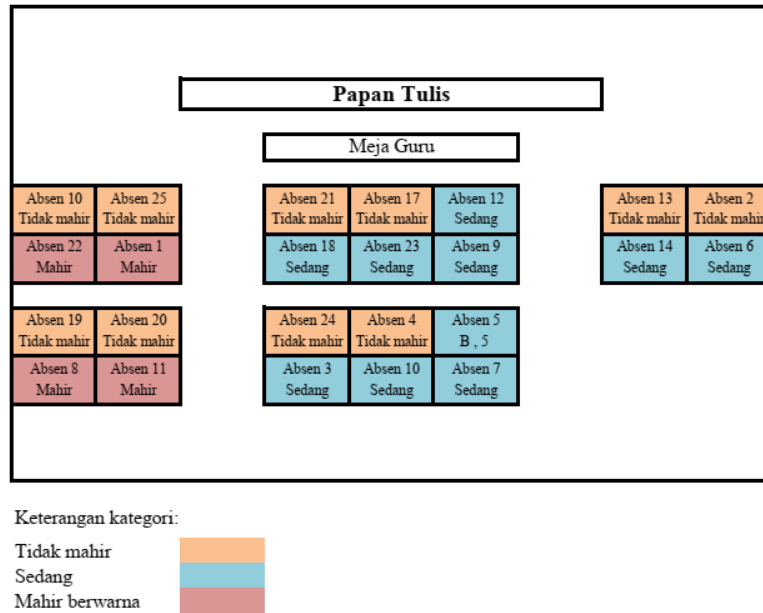 Papan Tulis
Meja Guru
Absen 10 Absen 25 Absen 21 Absen 17 Absen 12 Absen 13 Absen 2
Tidak mahir Tidak mahir Tidak mahir Tidak mahir Sedang Tidak mahir Tidak mahir
Absen 22 Absen 1 Absen 18 Absen 23 Absen 9 Absen 14 Absen 6
Mahir Mahir Sedang Sedang Sedang Sedang Sedang
Absen 19 Absen 20 Absen 24 Absen 4 Absen 5
Tidak mahir Tidak mahir Tidak mahir Tidak mahir B , 5
Absen 8 Absen 11 Absen 3 Absen 10 Absen 7
Mahir Mahir Sedang Sedang Sedang
Keterangan kategori:
Tidak mahir
Sedang
Mahir berwarna